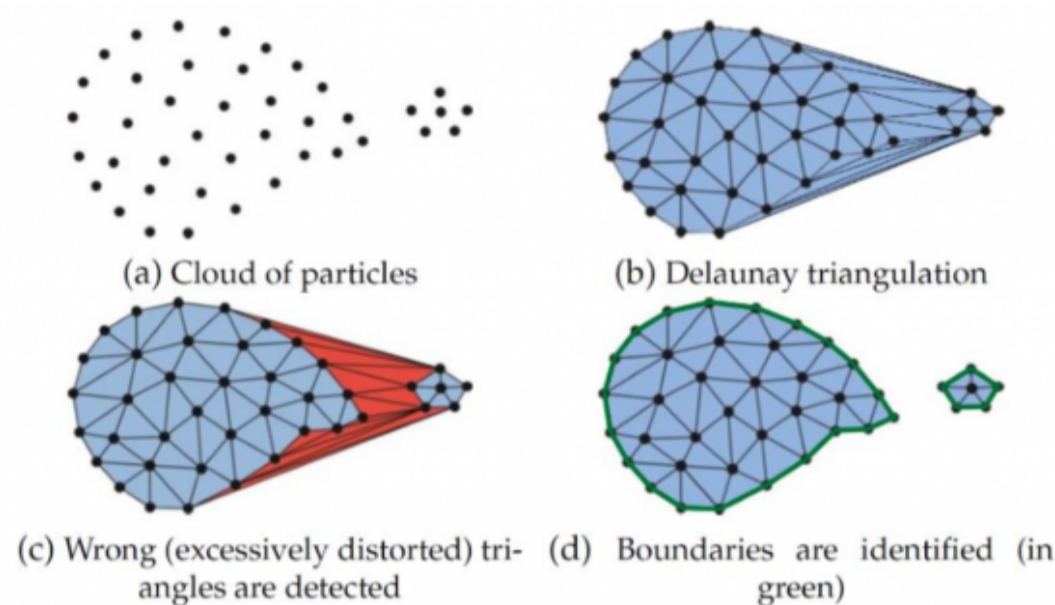 (a) Cloud of particles
(b) Delaunay triangulation
(c) Wrong (excessively distorted) tri-
angles are detected
(d) Boundaries are identified (in
green)